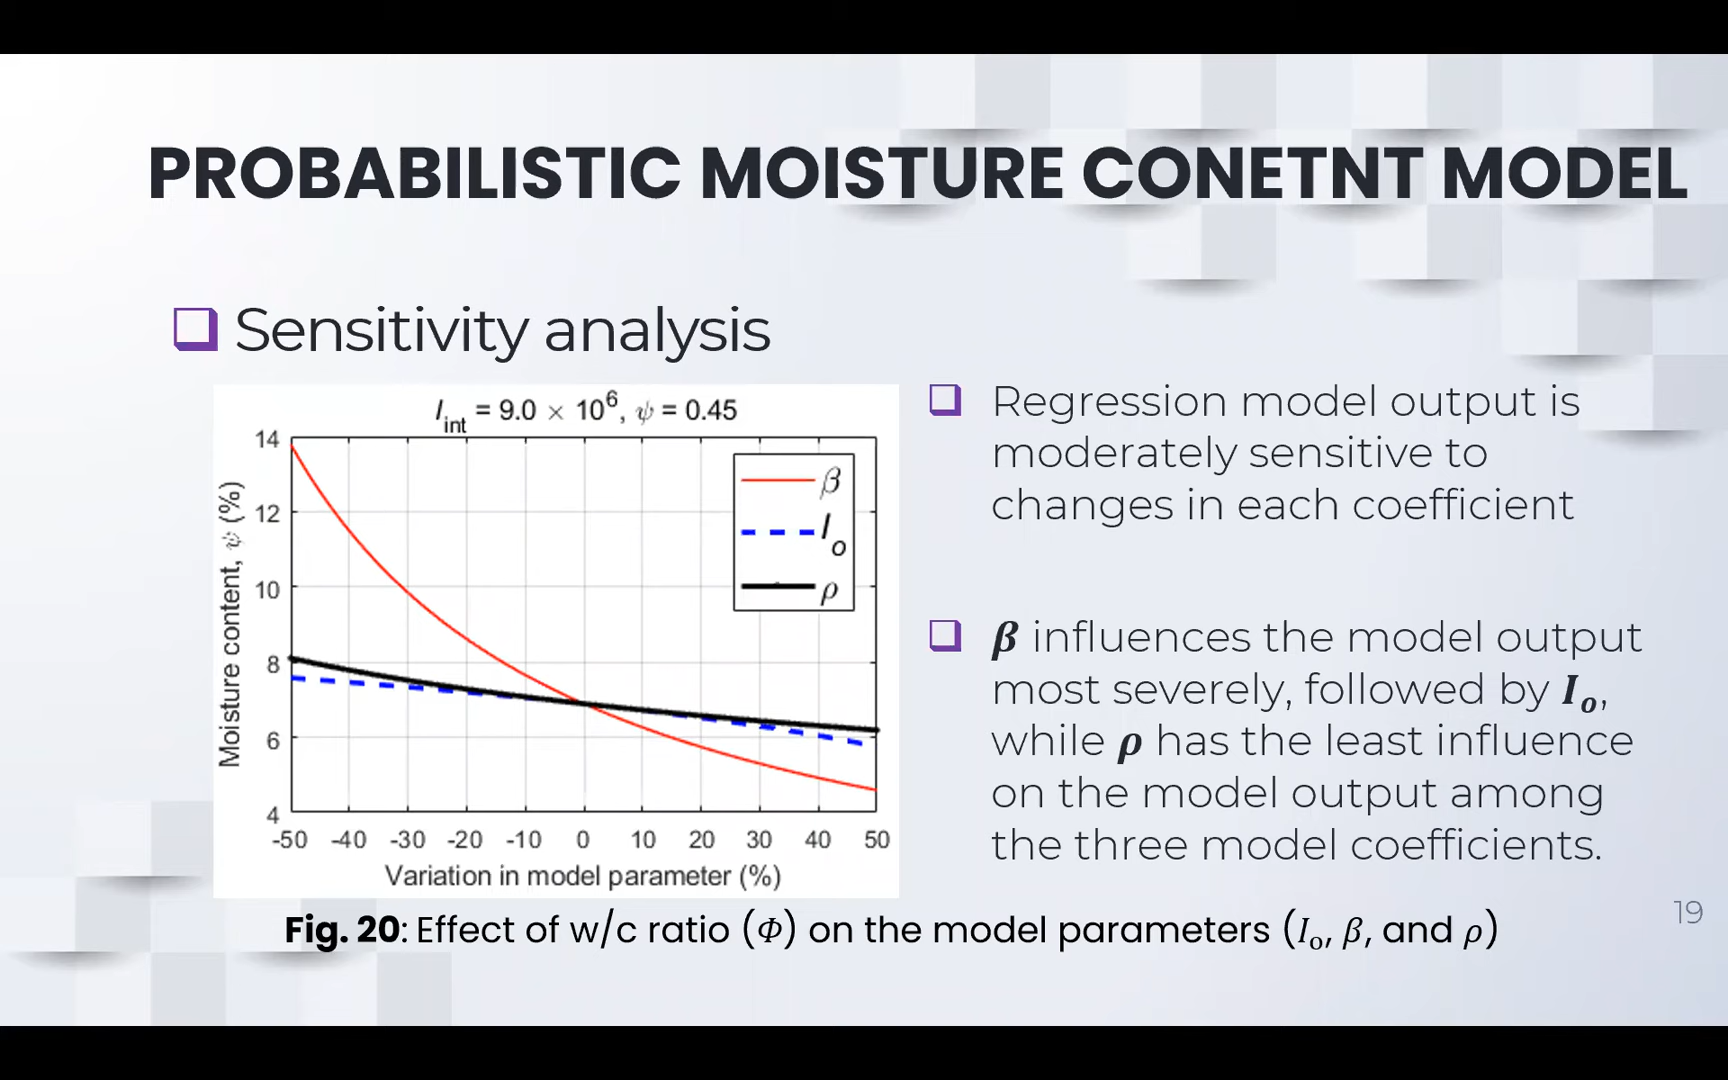 PROBABILISTIC MOISTURE CONETNT MODEL
Sensitivity analysis
I_int = 9.0 × 10^6, ψ = 0.45
14
12
10
8
6
4
Moisture content, ψ (%)
β
I_o
ρ
-50 -40 -30 -20 -10 0 10 20 30 40 50
Variation in model parameter (%)
Regression model output is
moderately sensitive to
changes in each coefficient
β influences the model output
most severely, followed by I_o,
while ρ has the least influence
on the model output among
the three model coefficients.
Fig. 20: Effect of w/c ratio (Φ) on the model parameters (I_o, β, and ρ)
19